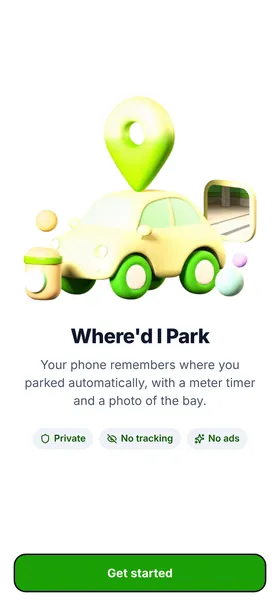 Where'd I Park
Your phone remembers where you
parked automatically, with a meter timer
and a photo of the bay.
Private
No tracking
No ads
Get started